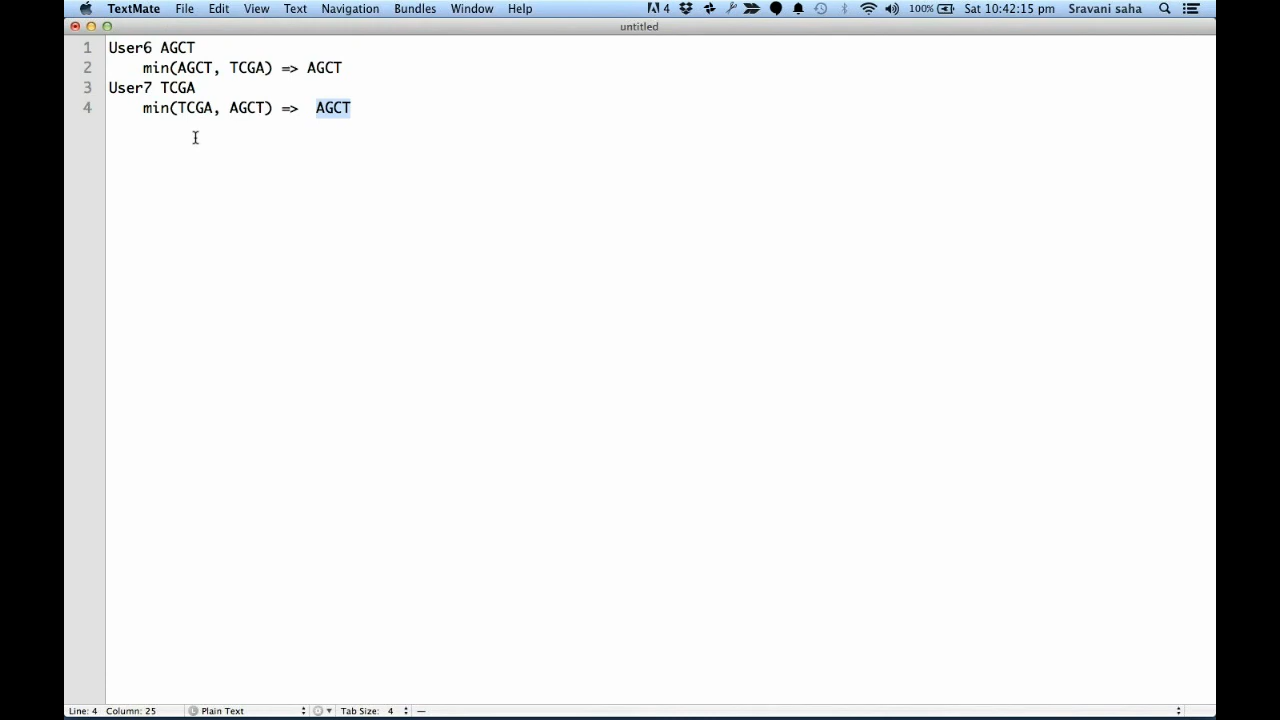 TextMate File Edit View Text Navigation Bundles Window Help 4 100% Sat 10:42:15 pm Sravani saha
untitled
1 User6 AGCT
2 min(AGCT, TCGA) => AGCT
3 User7 TCGA
4 min(TCGA, AGCT) => AGCT
Line: 4 Column: 25 Plain Text Tab Size: 4 —